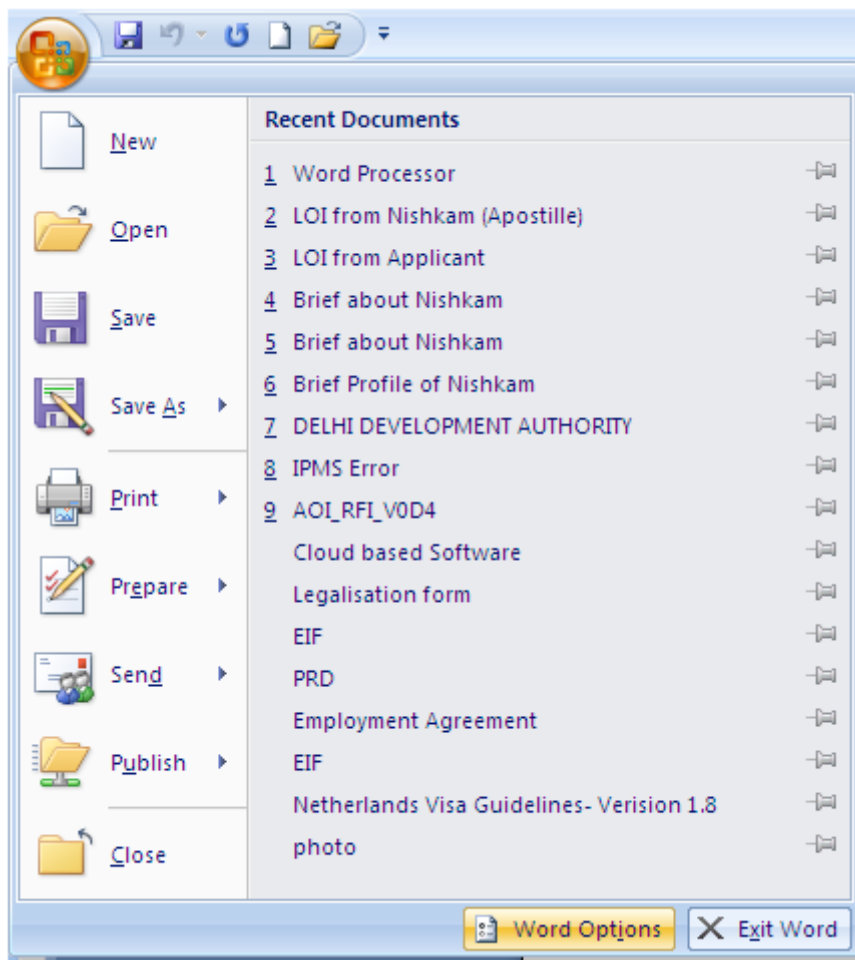 New
Open
Save
Save As
Print
Prepare
Send
Publish
Close
Recent Documents
1 Word Processor
2 LOI from Nishkam (Apostille)
3 LOI from Applicant
4 Brief about Nishkam
5 Brief about Nishkam
6 Brief Profile of Nishkam
7 DELHI DEVELOPMENT AUTHORITY
8 IPMS Error
9 AOI_RFI_V0D4
Cloud based Software
Legalisation form
EIF
PRD
Employment Agreement
EIF
Netherlands Visa Guidelines- Verision 1.8
photo
Word Options
Exit Word